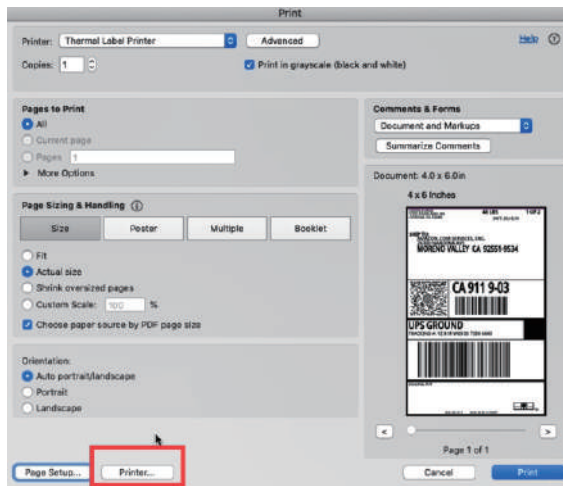 Print
Printer: Thermal Label Printer Advanced Help
Copies: 1 Print in grayscale (black and white)
Pages to Print
All
Current page
Pages 1
More Options
Comments & Forms
Document and Markups
Summarize Comments
Page Sizing & Handling
Size Poster Multiple Booklet
Fit
Actual size
Shrink oversized pages
Custom Scale: 100 %
Choose paper source by PDF page size
Orientation:
Auto portrait/landscape
Portrait
Landscape
Document: 4.0 x 6.0in
4 x 6 Inches
MORENO VALLEY CA 92551-9534
CA 911 9-03
UPS GROUND
< >
Page 1 of 1
Page Setup... Printer... Cancel Print